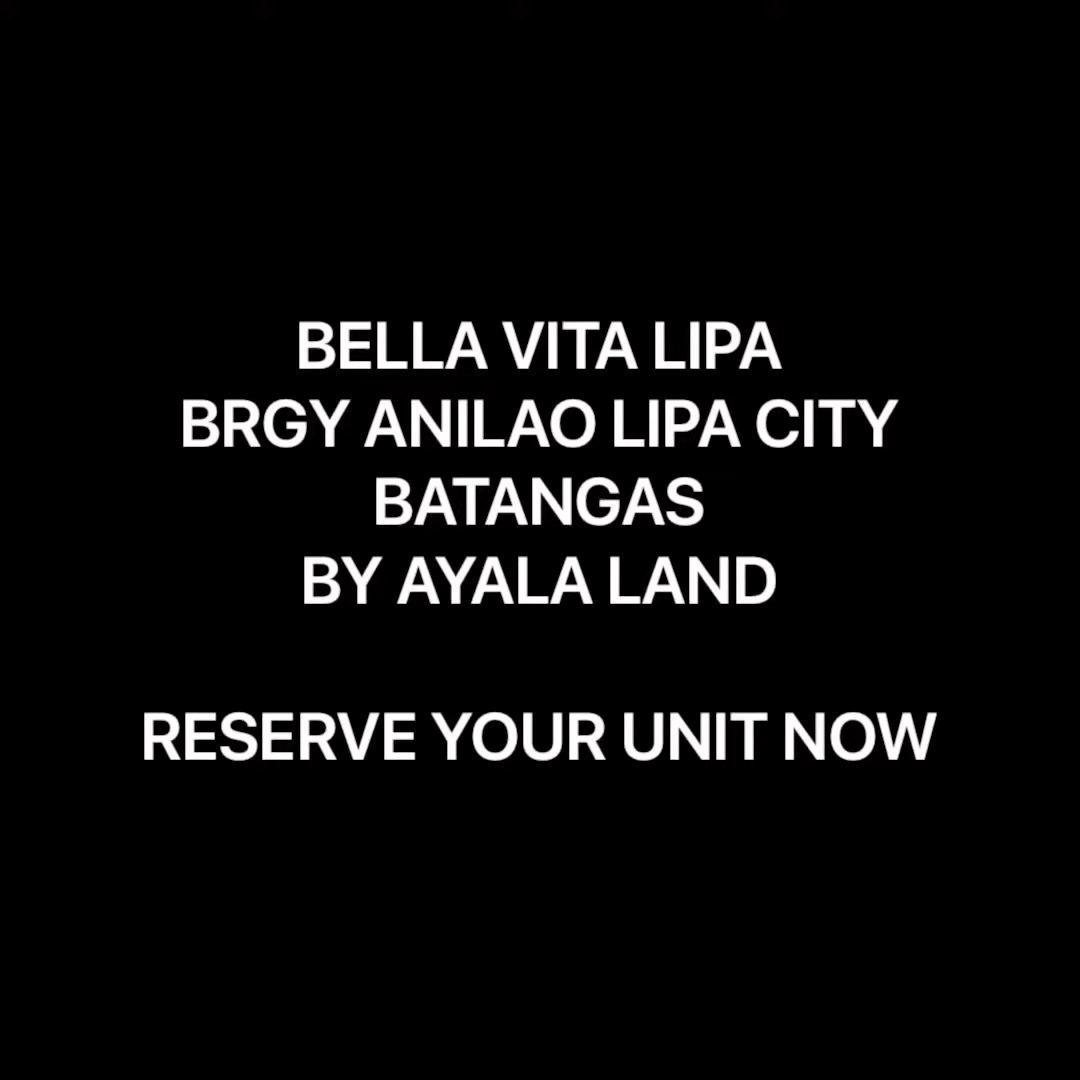 BELLA VITA LIPA
BRGY ANILAO LIPA CITY
BATANGAS
BY AYALA LAND
RESERVE YOUR UNIT NOW